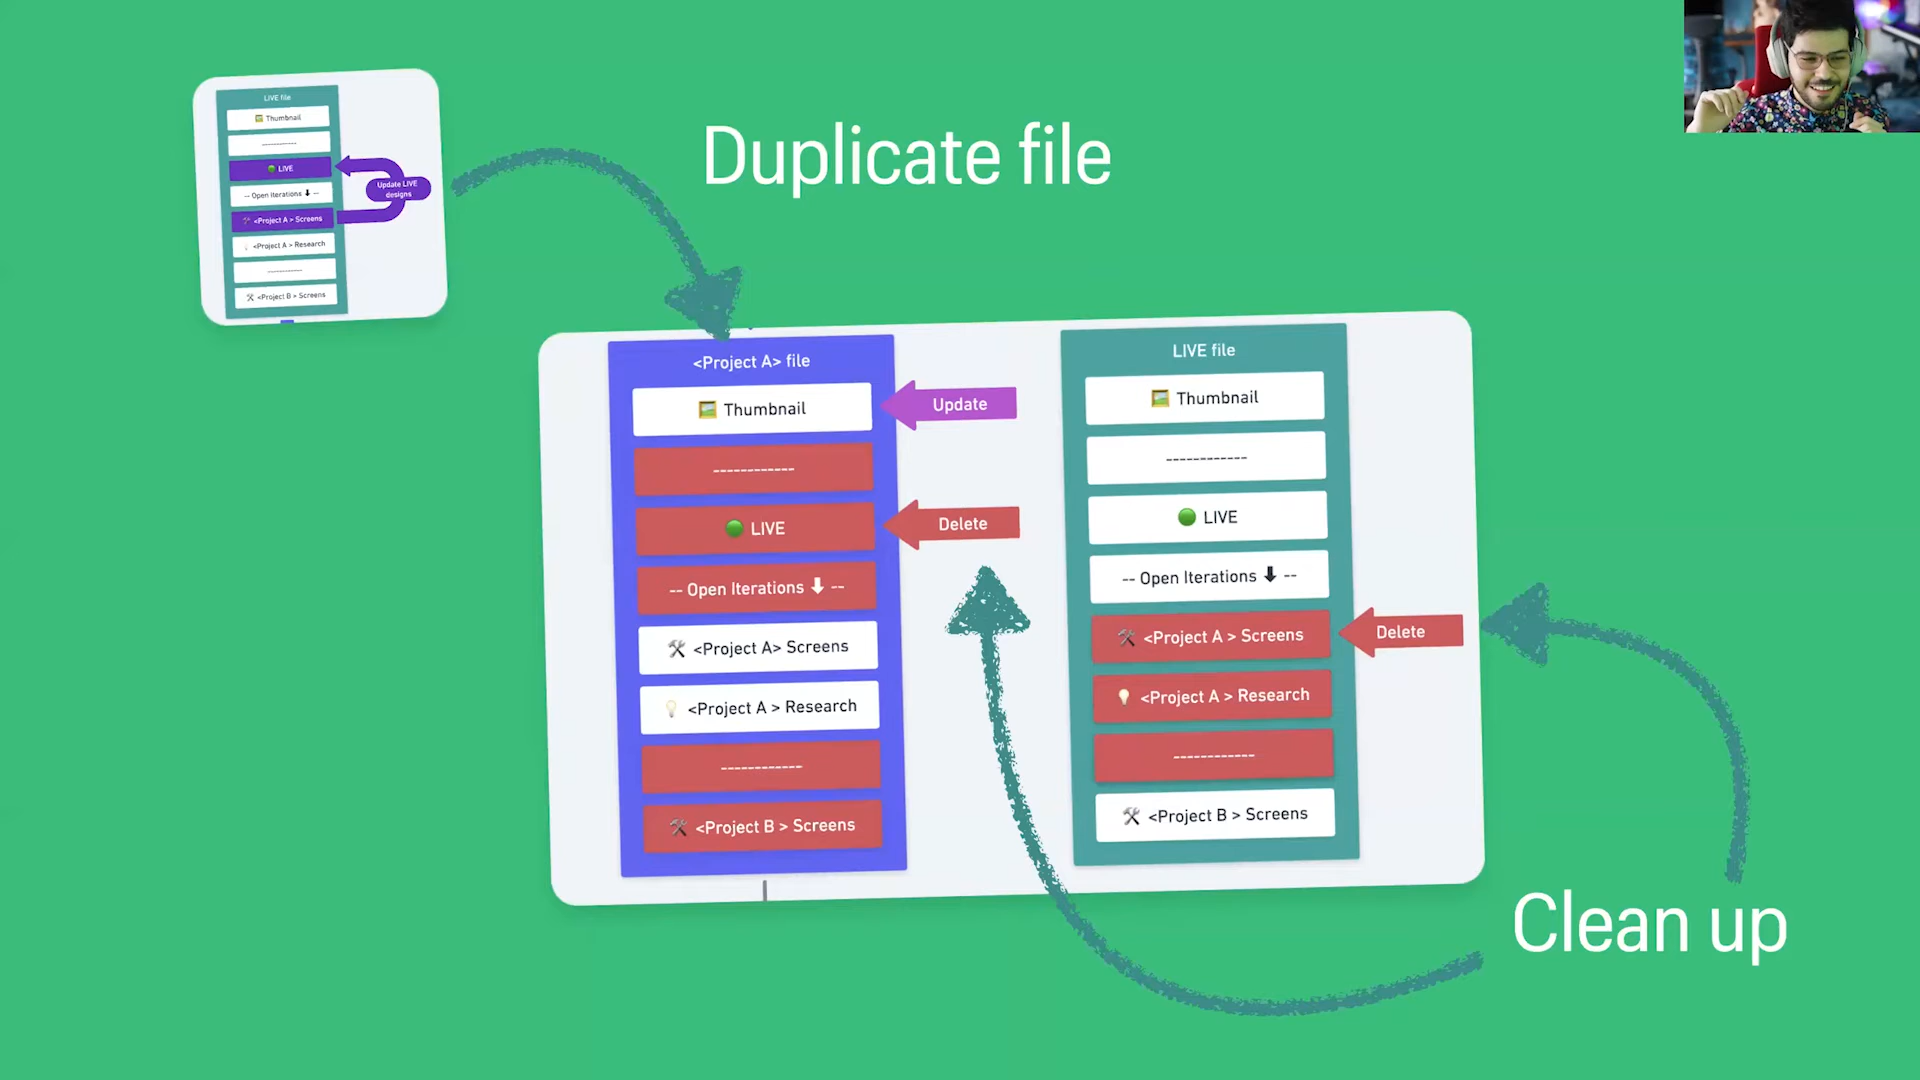 LIVE file
🖼️ Thumbnail
------------
🟢 LIVE
-- Open Iterations ⬇ --
🛠 <Project A > Screens
💡 <Project A > Research
------------
🛠 <Project B > Screens
Update LIVE
designs
Duplicate file
<Project A> file
🖼️ Thumbnail
------------
🟢 LIVE
-- Open Iterations ⬇ --
🛠 <Project A> Screens
💡 <Project A > Research
------------
🛠 <Project B > Screens
Update
Delete
LIVE file
🖼️ Thumbnail
------------
🟢 LIVE
-- Open Iterations ⬇ --
🛠 <Project A > Screens
💡 <Project A > Research
------------
🛠 <Project B > Screens
Delete
Clean up